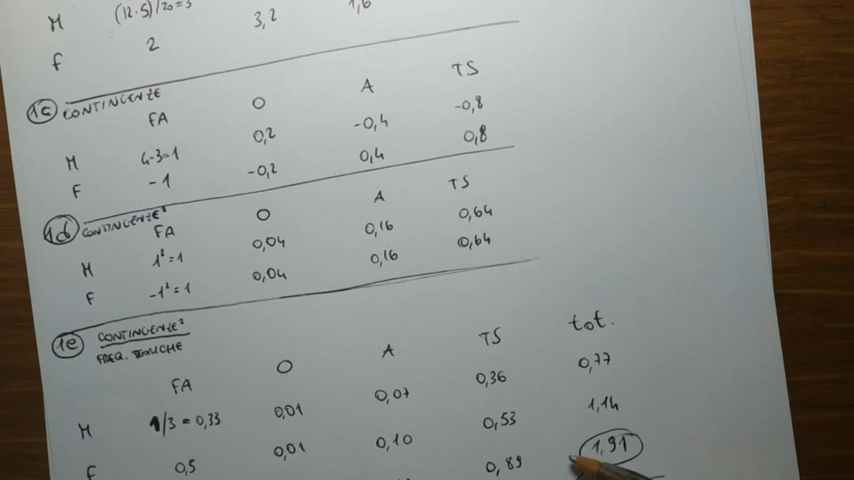 M (12·5)/20=3 3,2 1,6
F 2
1c CONTINGENZE
FA O A TS
M 4-3=1 0,2 -0,4 -0,8
F -1 -0,2 0,4 0,8
1d CONTINGENZE²
FA O A TS
M 1²=1 0,04 0,16 0,64
F -1²=1 0,04 0,16 0,64
1e CONTINGENZE²
FREQ. TEORICHE
FA O A TS tot.
M 1/3 = 0,33 0,01 0,07 0,36 0,77
F 0,5 0,01 0,10 0,53 1,14
0,89 1,91